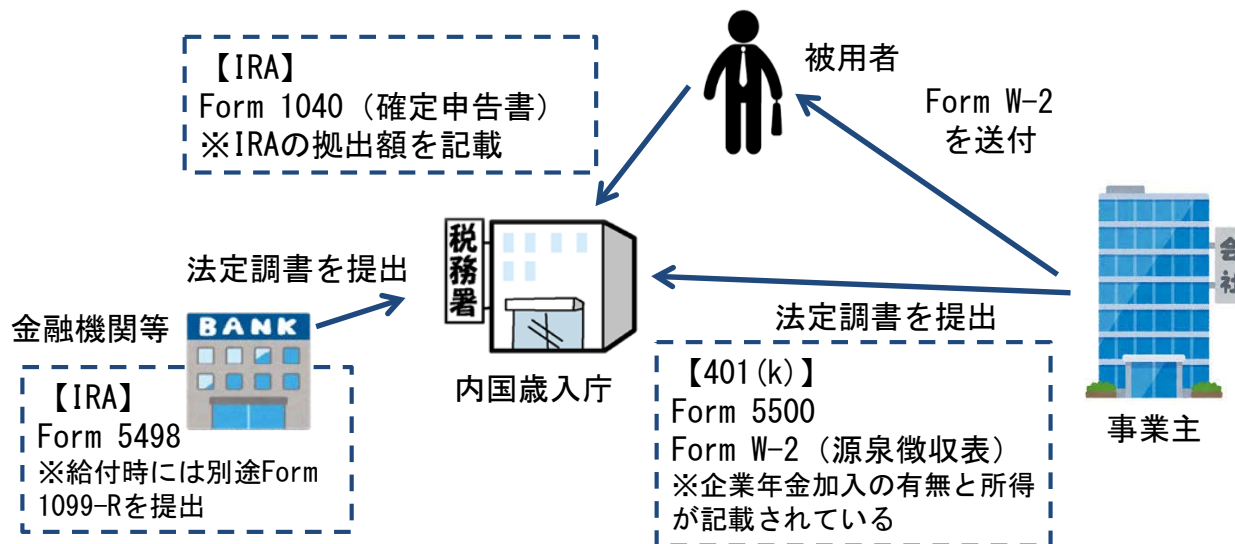 【IRA】
Form 1040（確定申告書）
※IRAの拠出額を記載
被用者
Form W-2
を送付
税務署
会社
法定調書を提出
法定調書を提出
金融機関等
BANK
内国歳入庁
事業主
【IRA】
Form 5498
※給付時には別途Form
1099-Rを提出
【401(k)】
Form 5500
Form W-2（源泉徴収表）
※企業年金加入の有無と所得
が記載されている